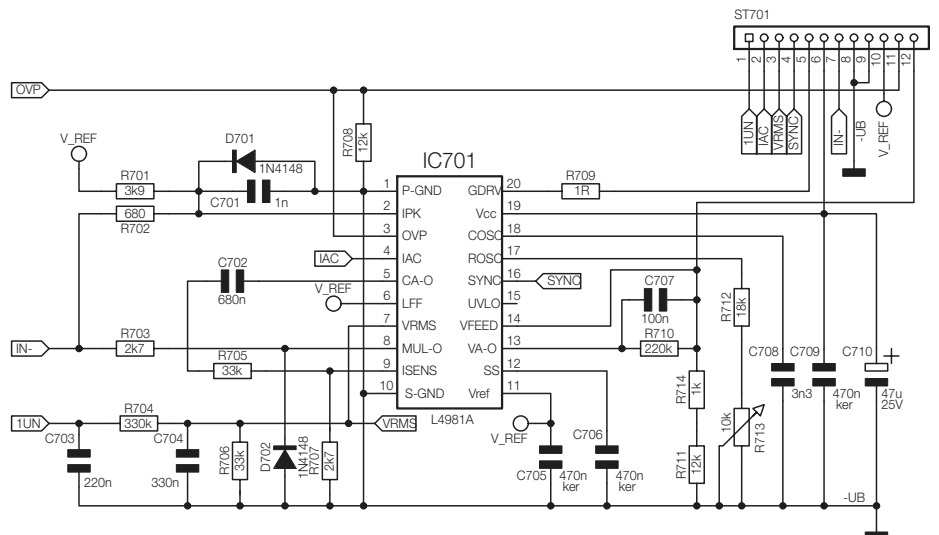 ST701
1 2 3 4 5 6 7 8 9 10 11 12
OVP
1UN IAC VRMS SYNC IN- -UB V_REF
V_REF
D701
1N4148
R708
12k
IC701
R701
3k9
C701
1n
680
R702
R709
1R
1 P-GND GDRV 20
2 IPK Vcc 19
3 OVP COSC 18
4 IAC ROSC 17
5 CA-O SYNC 16
6 LFF UVLO 15
7 VRMS VFEED 14
8 MUL-O VA-O 13
9 ISENS SS 12
10 S-GND Vref 11
L4981A
IAC
SYNC
C702
680n
V_REF
C707
100n
R712
18k
IN-
R703
2k7
R705
33k
R710
220k
R714
1k
C708
3n3
C709
470n
ker
C710
+
47u
25V
1UN
R704
330k
VRMS
V_REF
C703
220n
C704
330n
R706
33k
D702
1N4148
R707
2k7
C705
470n
ker
C706
470n
ker
R711
12k
10k
R713
-UB